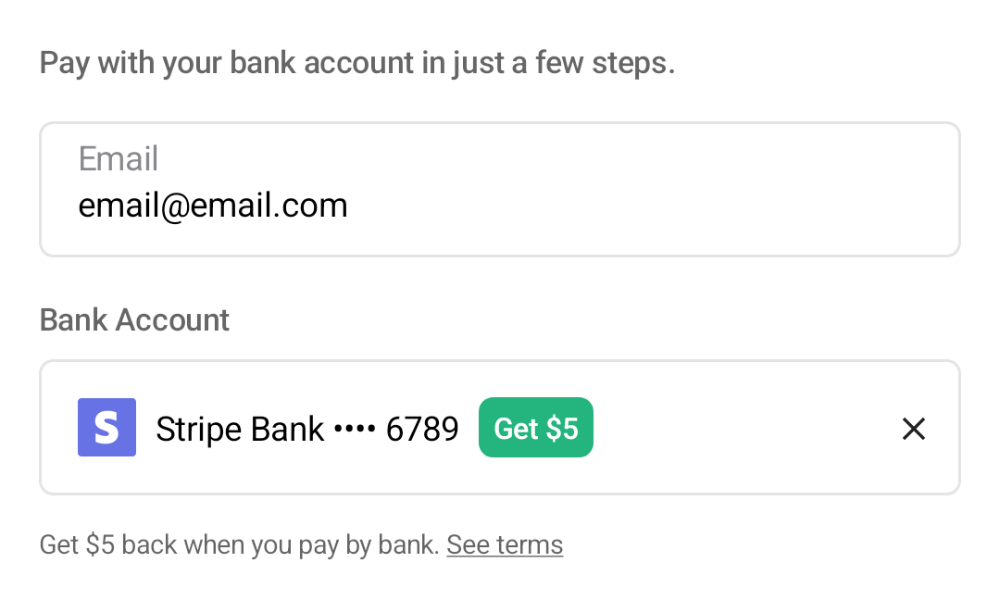 Pay with your bank account in just a few steps.
Email
email@email.com
Bank Account
S Stripe Bank •••• 6789 Get $5
Get $5 back when you pay by bank. See terms